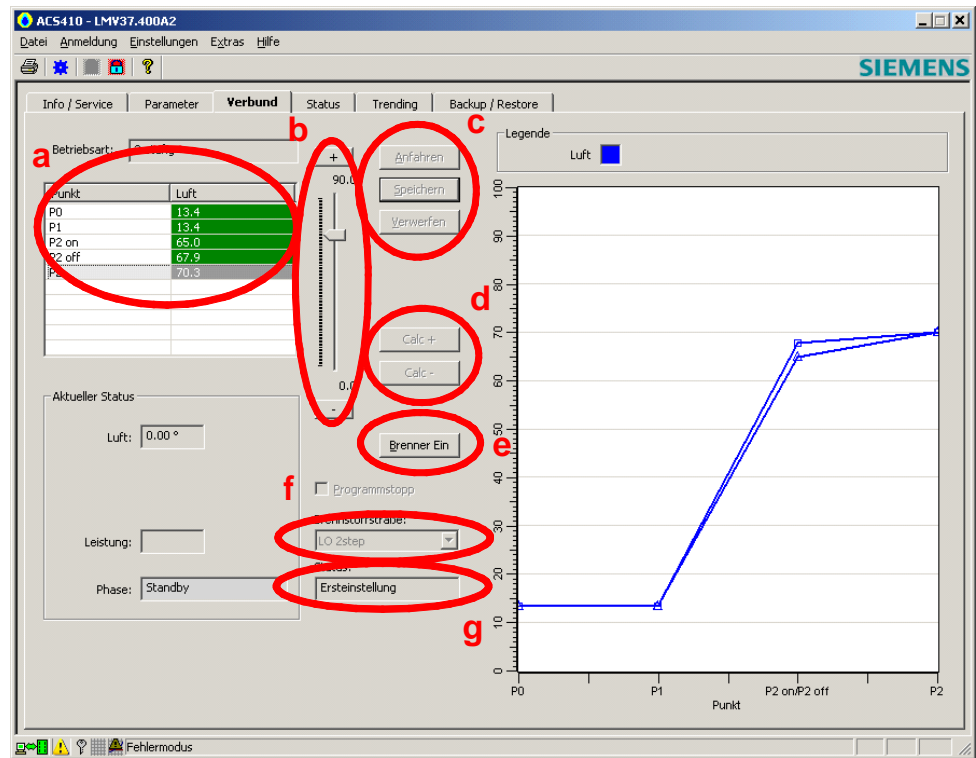 ACS410 - LMV37.400A2
Datei Anmeldung Einstellungen Extras Hilfe
SIEMENS
Info / Service Parameter Verbund Status Trending Backup / Restore
a
Betriebsart:
b
c
Punkt Luft
P0 13.4
P1 13.4
P2 on 65.0
P2 off 67.9
P2 70.3
+
90.0
0.0
-
Anfahren
Speichern
Verwerfen
d
Calc +
Calc -
Brenner Ein
e
Aktueller Status
Luft: 0.00 °
Leistung:
Phase: Standby
f
Programmstopp
Brennstoffstraße:
LO 2step
Status:
Ersteinstellung
g
Legende
Luft
100
90
80
70
60
50
40
30
20
10
0
P0 P1 P2 on/P2 off P2
Punkt
Fehlermodus